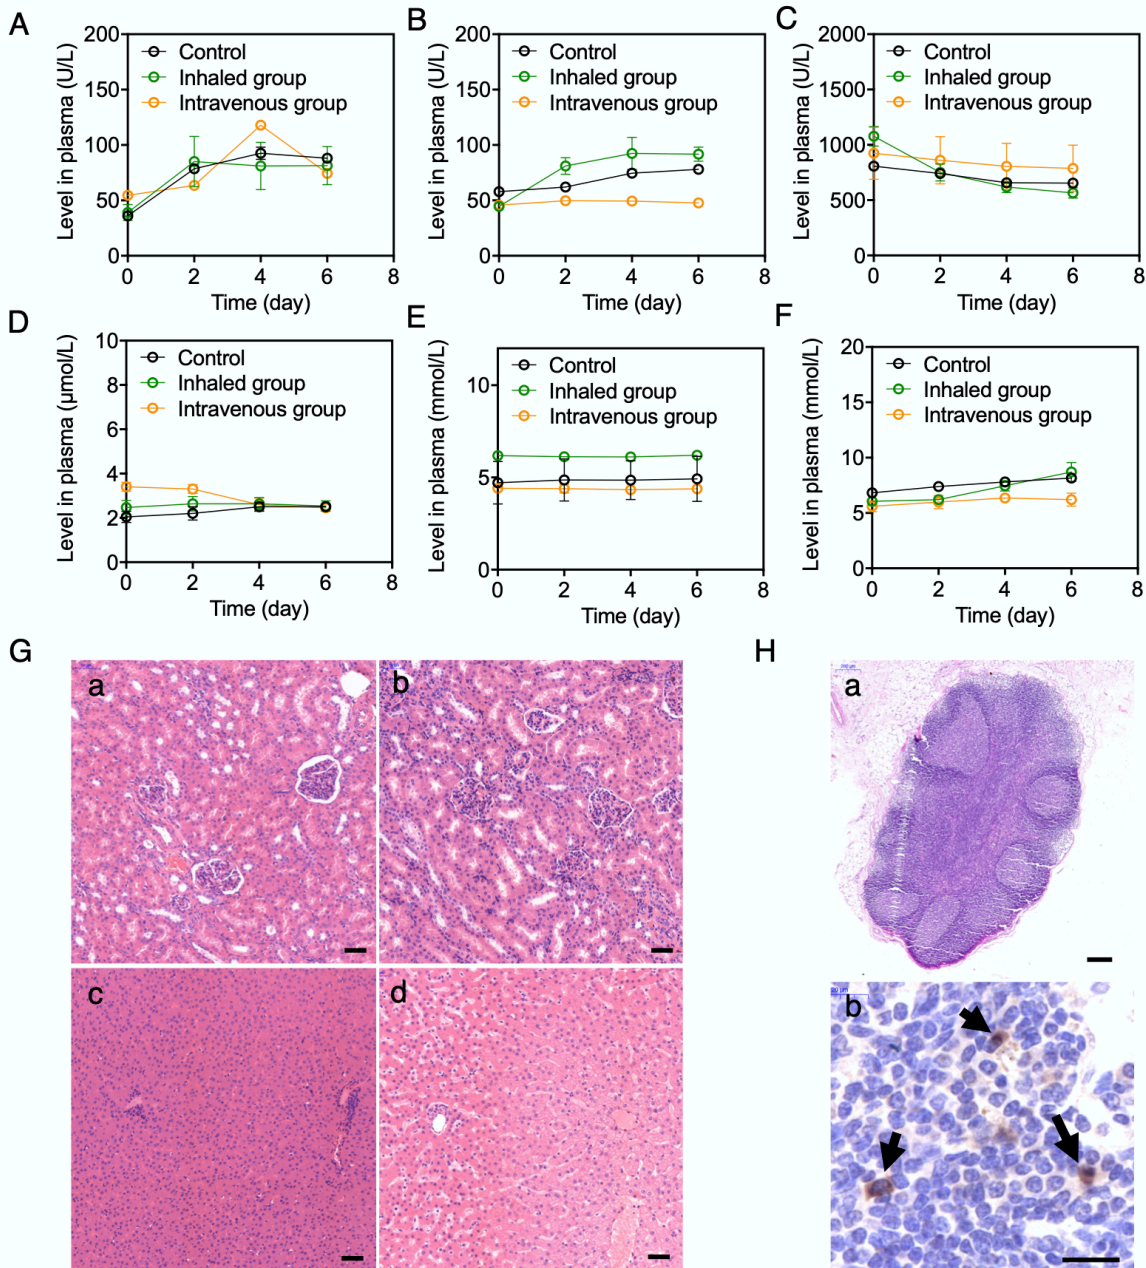 A
Level in plasma (U/L)
200
150
100
50
0
0 2 4 6 8
Time (day)
Control
Inhaled group
Intravenous group
B
Level in plasma (U/L)
200
150
100
50
0
0 2 4 6 8
Time (day)
Control
Inhaled group
Intravenous group
C
Level in plasma (U/L)
2000
1500
1000
500
0
0 2 4 6 8
Time (day)
Control
Inhaled group
Intravenous group
D
Level in plasma (µmol/L)
10
8
6
4
2
0
0 2 4 6 8
Time (day)
Control
Inhaled group
Intravenous group
E
Level in plasma (mmol/L)
10
5
0
0 2 4 6 8
Time (day)
Control
Inhaled group
Intravenous group
F
Level in plasma (mmol/L)
20
15
10
5
0
0 2 4 6 8
Time (day)
Control
Inhaled group
Intravenous group
G
a
b
c
d
H
a
200 µm
b